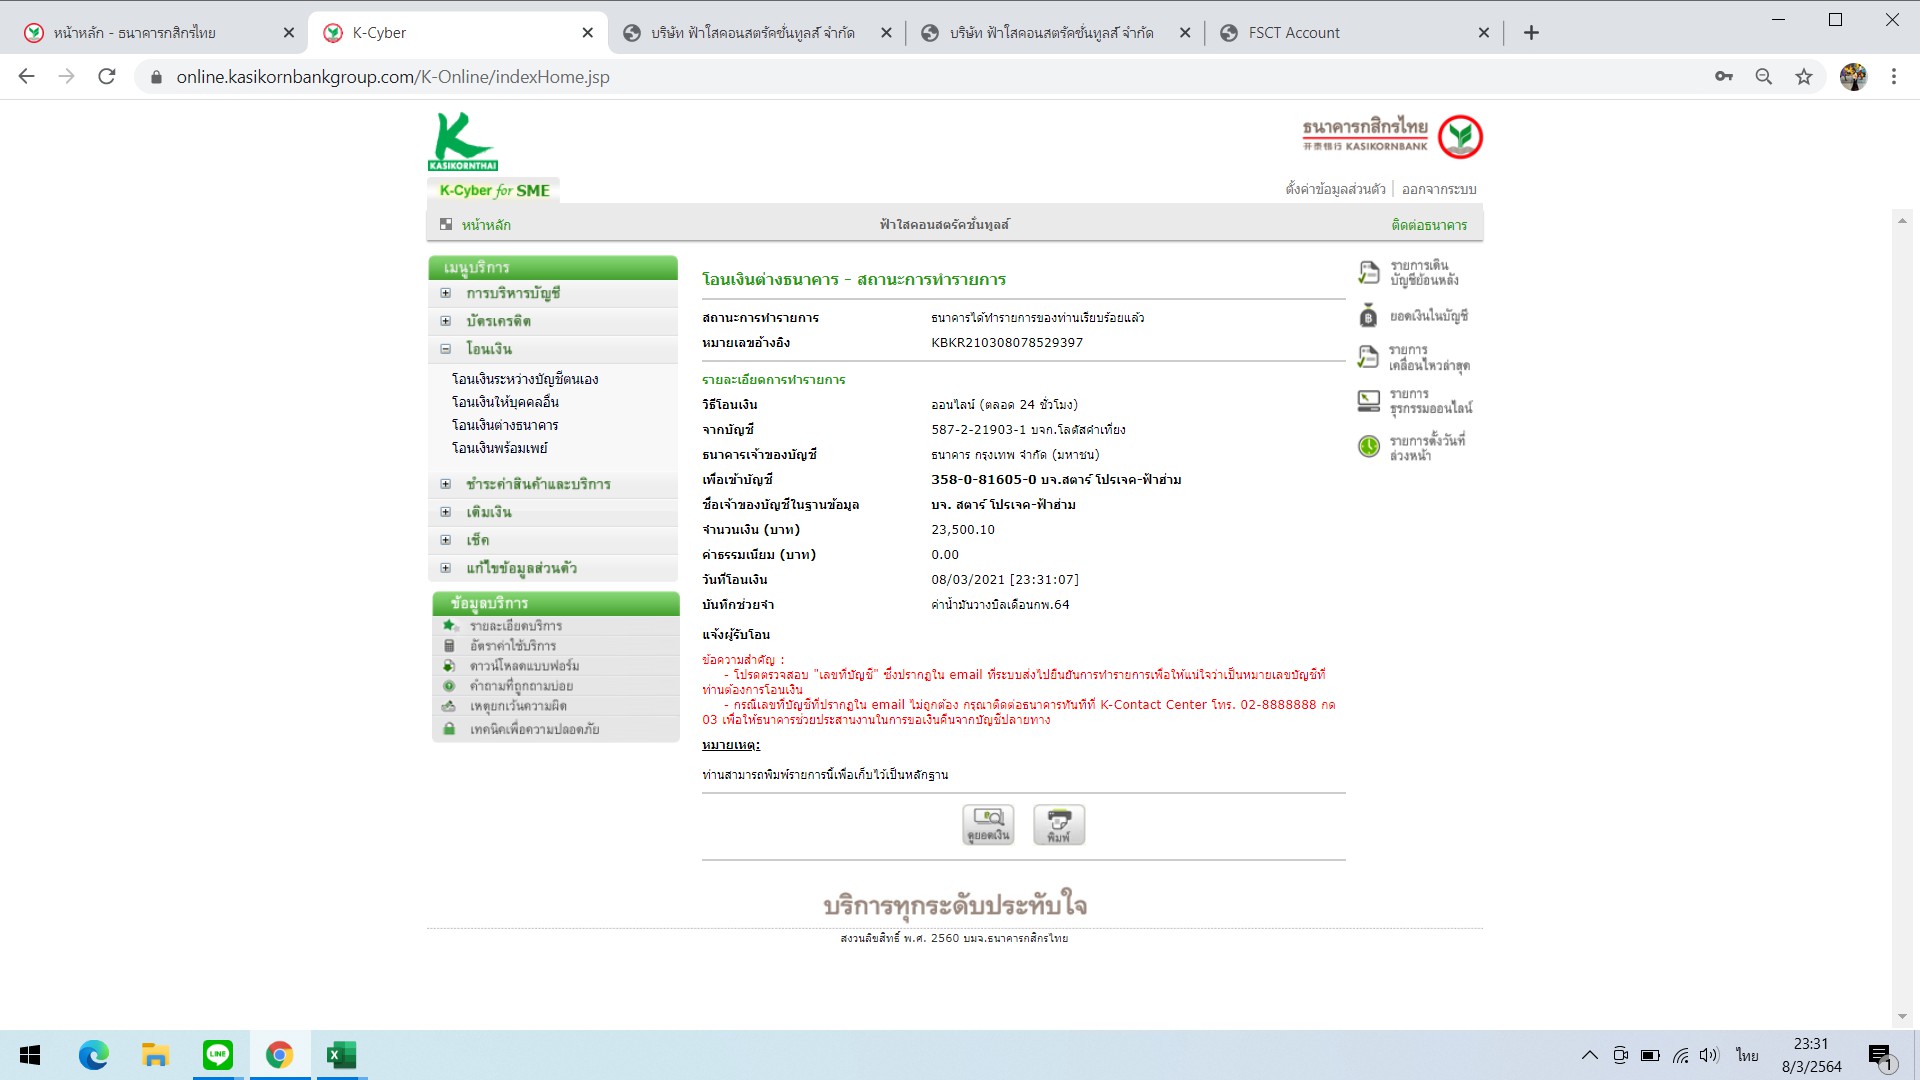 หน้าหลัก - ธนาคารกสิกรไทย
K-Cyber
บริษัท ฟ้าใสคอนสตรัคชั่นทูลส์ จำกัด
บริษัท ฟ้าใสคอนสตรัคชั่นทูลส์ จำกัด
FSCT Account
online.kasikornbankgroup.com/K-Online/indexHome.jsp
KASIKORNTHAI
ธนาคารกสิกรไทย
开泰银行 KASIKORNBANK
K-Cyber for SME
ตั้งค่าข้อมูลส่วนตัว | ออกจากระบบ
หน้าหลัก
ฟ้าใสคอนสตรัคชั่นทูลส์
ติดต่อธนาคาร
เมนูบริการ
การบริหารบัญชี
บัตรเครดิต
โอนเงิน
โอนเงินระหว่างบัญชีตนเอง
โอนเงินให้บุคคลอื่น
โอนเงินต่างธนาคาร
โอนเงินพร้อมเพย์
ชำระค่าสินค้าและบริการ
เติมเงิน
เช็ค
แก้ไขข้อมูลส่วนตัว
ข้อมูลบริการ
รายละเอียดบริการ
อัตราค่าใช้บริการ
ดาวน์โหลดแบบฟอร์ม
คำถามที่ถูกถามบ่อย
เหตุยกเว้นความผิด
เทคนิคเพื่อความปลอดภัย
โอนเงินต่างธนาคาร - สถานะการทำรายการ
สถานะการทำรายการ ธนาคารได้ทำรายการของท่านเรียบร้อยแล้ว
หมายเลขอ้างอิง KBKR210308078529397
รายละเอียดการทำรายการ
วิธีโอนเงิน ออนไลน์ (ตลอด 24 ชั่วโมง)
จากบัญชี 587-2-21903-1 บจก.โลตัสคำเที่ยง
ธนาคารเจ้าของบัญชี ธนาคาร กรุงเทพ จำกัด (มหาชน)
เพื่อเข้าบัญชี 358-0-81605-0 บจ.สตาร์ โปรเจค-ฟ้าฮ่าม
ชื่อเจ้าของบัญชีในฐานข้อมูล บจ. สตาร์ โปรเจค-ฟ้าฮ่าม
จำนวนเงิน (บาท) 23,500.10
ค่าธรรมเนียม (บาท) 0.00
วันที่โอนเงิน 08/03/2021 [23:31:07]
บันทึกช่วยจำ ค่าน้ำมันวางบิลเดือนกพ.64
แจ้งผู้รับโอน
ข้อความสำคัญ :
- โปรดตรวจสอบ "เลขที่บัญชี" ซึ่งปรากฏใน email ที่ระบบส่งไปยืนยันการทำรายการเพื่อให้แน่ใจว่าเป็นหมายเลขบัญชีที่
ท่านต้องการโอนเงิน
- กรณีเลขที่บัญชีที่ปรากฏใน email ไม่ถูกต้อง กรุณาติดต่อธนาคารทันทีที่ K-Contact Center โทร. 02-8888888 กด
03 เพื่อให้ธนาคารช่วยประสานงานในการขอเงินคืนจากบัญชีปลายทาง
หมายเหตุ:
ท่านสามารถพิมพ์รายการนี้เพื่อเก็บไว้เป็นหลักฐาน
ดูยอดเงิน
พิมพ์
รายการเดิน
บัญชีย้อนหลัง
ยอดเงินในบัญชี
รายการ
เคลื่อนไหวล่าสุด
รายการ
ธุรกรรมออนไลน์
รายการตั้งวันที่
ล่วงหน้า
บริการทุกระดับประทับใจ
สงวนลิขสิทธิ์ พ.ศ. 2560 บมจ.ธนาคารกสิกรไทย
LINE
ไทย
23:31
8/3/2564
1